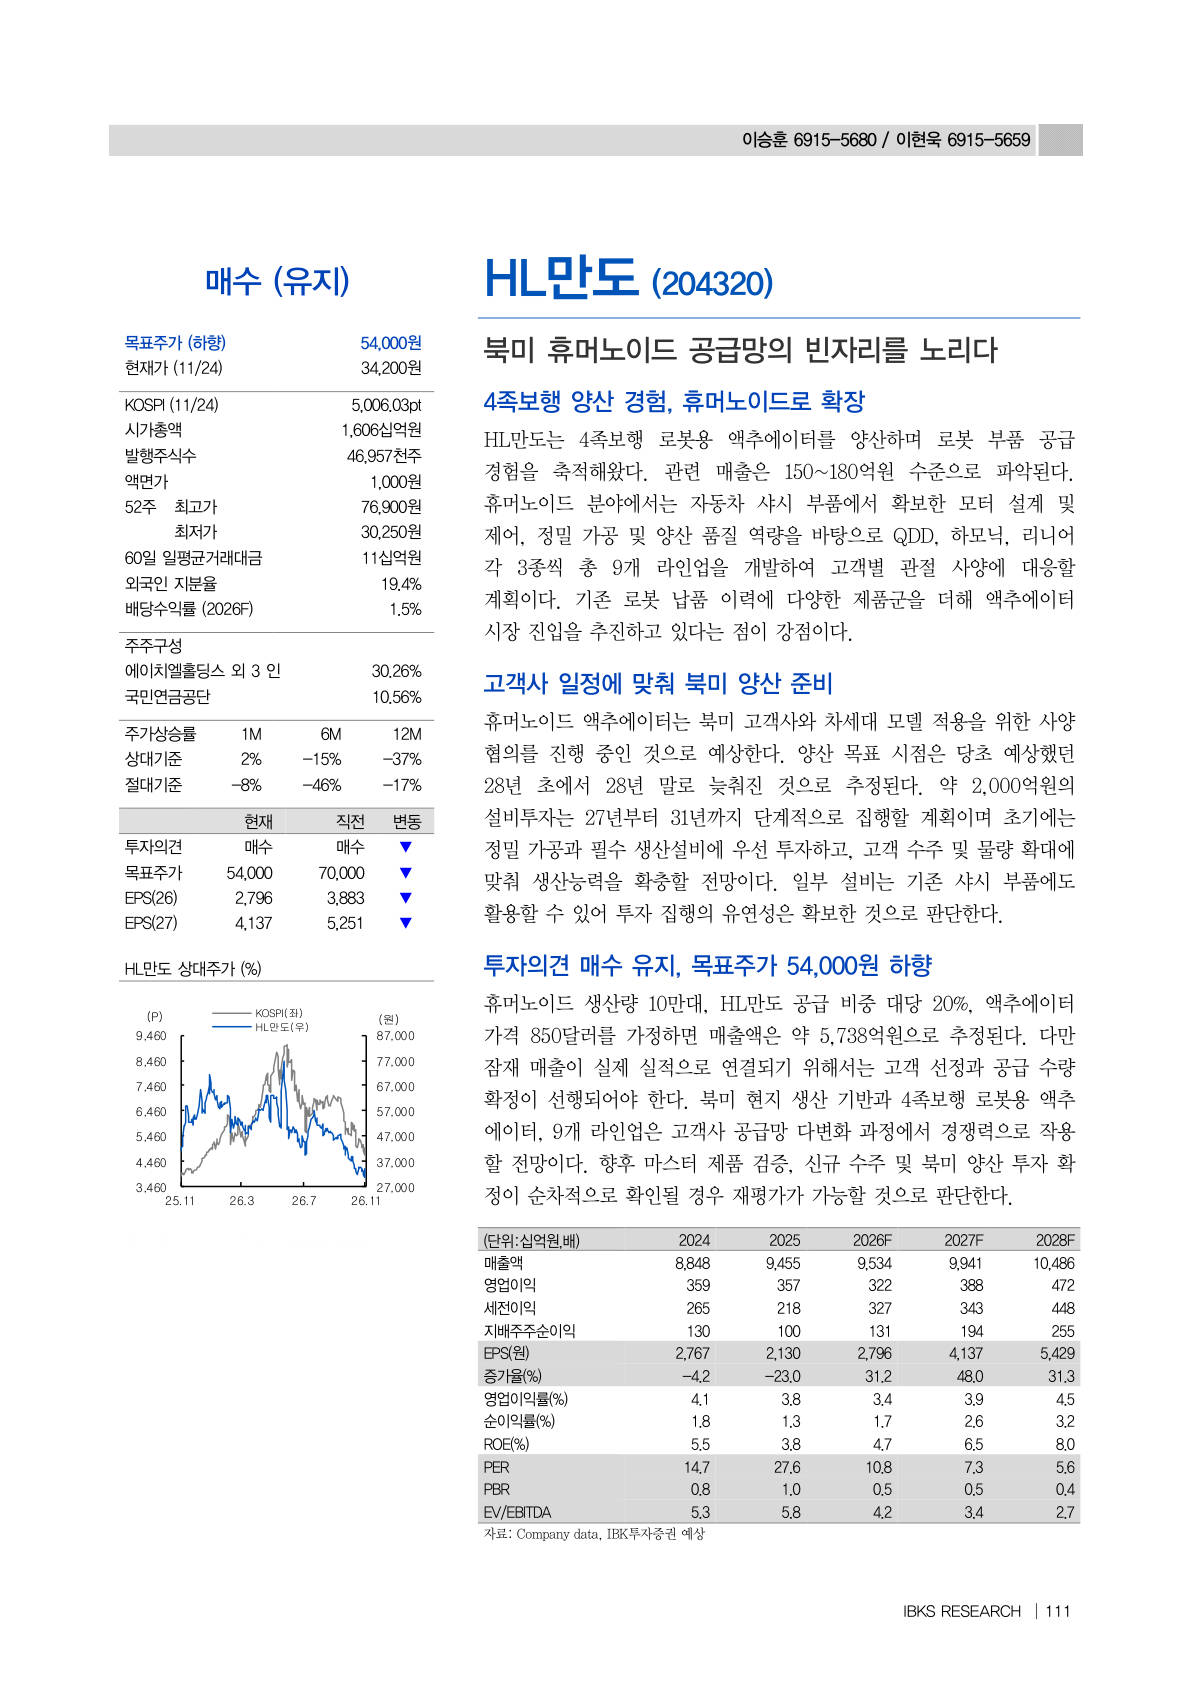 이승훈 6915-5680 / 이현욱 6915-5659
매수 (유지)
목표주가 (하향) 54,000원
현재가 (11/24) 34,200원
KOSPI (11/24) 5,006.03pt
시가총액 1,606십억원
발행주식수 46,957천주
액면가 1,000원
52주 최고가 76,900원
최저가 30,250원
60일 일평균거래대금 11십억원
외국인 지분율 19.4%
배당수익률 (2026F) 1.5%
주주구성
에이치엘홀딩스 외 3 인 30.26%
국민연금공단 10.56%
주가상승률 1M 6M 12M
상대기준 2% -15% -37%
절대기준 -8% -46% -17%
현재 직전 변동
투자의견 매수 매수 ▼
목표주가 54,000 70,000 ▼
EPS(26) 2,796 3,883 ▼
EPS(27) 4,137 5,251 ▼
HL만도 상대주가 (%)
(P) KOSPI(좌) (원)
HL만도(우)
9,460 87,000
8,460 77,000
7,460 67,000
6,460 57,000
5,460 47,000
4,460 37,000
3,460 27,000
25.11 26.3 26.7 26.11
HL만도 (204320)
북미 휴머노이드 공급망의 빈자리를 노리다
4족보행 양산 경험, 휴머노이드로 확장
HL만도는 4족보행 로봇용 액추에이터를 양산하며 로봇 부품 공급
경험을 축적해왔다. 관련 매출은 150~180억원 수준으로 파악된다.
휴머노이드 분야에서는 자동차 샤시 부품에서 확보한 모터 설계 및
제어, 정밀 가공 및 양산 품질 역량을 바탕으로 QDD, 하모닉, 리니어
각 3종씩 총 9개 라인업을 개발하여 고객별 관절 사양에 대응할
계획이다. 기존 로봇 납품 이력에 다양한 제품군을 더해 액추에이터
시장 진입을 추진하고 있다는 점이 강점이다.
고객사 일정에 맞춰 북미 양산 준비
휴머노이드 액추에이터는 북미 고객사와 차세대 모델 적용을 위한 사양
협의를 진행 중인 것으로 예상한다. 양산 목표 시점은 당초 예상했던
28년 초에서 28년 말로 늦춰진 것으로 추정된다. 약 2,000억원의
설비투자는 27년부터 31년까지 단계적으로 집행할 계획이며 초기에는
정밀 가공과 필수 생산설비에 우선 투자하고, 고객 수주 및 물량 확대에
맞춰 생산능력을 확충할 전망이다. 일부 설비는 기존 샤시 부품에도
활용할 수 있어 투자 집행의 유연성은 확보한 것으로 판단한다.
투자의견 매수 유지, 목표주가 54,000원 하향
휴머노이드 생산량 10만대, HL만도 공급 비중 대당 20%, 액추에이터
가격 850달러를 가정하면 매출액은 약 5,738억원으로 추정된다. 다만
잠재 매출이 실제 실적으로 연결되기 위해서는 고객 선정과 공급 수량
확정이 선행되어야 한다. 북미 현지 생산 기반과 4족보행 로봇용 액추
에이터, 9개 라인업은 고객사 공급망 다변화 과정에서 경쟁력으로 작용
할 전망이다. 향후 마스터 제품 검증, 신규 수주 및 북미 양산 투자 확
정이 순차적으로 확인될 경우 재평가가 가능할 것으로 판단한다.
(단위:십억원,배) 2024 2025 2026F 2027F 2028F
매출액 8,848 9,455 9,534 9,941 10,486
영업이익 359 357 322 388 472
세전이익 265 218 327 343 448
지배주주순이익 130 100 131 194 255
EPS(원) 2,767 2,130 2,796 4,137 5,429
증가율(%) -4.2 -23.0 31.2 48.0 31.3
영업이익률(%) 4.1 3.8 3.4 3.9 4.5
순이익률(%) 1.8 1.3 1.7 2.6 3.2
ROE(%) 5.5 3.8 4.7 6.5 8.0
PER 14.7 27.6 10.8 7.3 5.6
PBR 0.8 1.0 0.5 0.5 0.4
EV/EBITDA 5.3 5.8 4.2 3.4 2.7
자료: Company data, IBK투자증권 예상
IBKS RESEARCH | 111